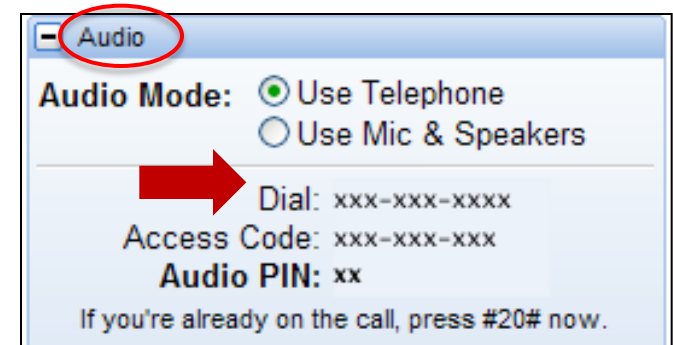 Audio
Audio Mode: Use Telephone
Use Mic & Speakers
Dial: xxx-xxx-xxxx
Access Code: xxx-xxx-xxx
Audio PIN: xx
If you're already on the call, press #20# now.